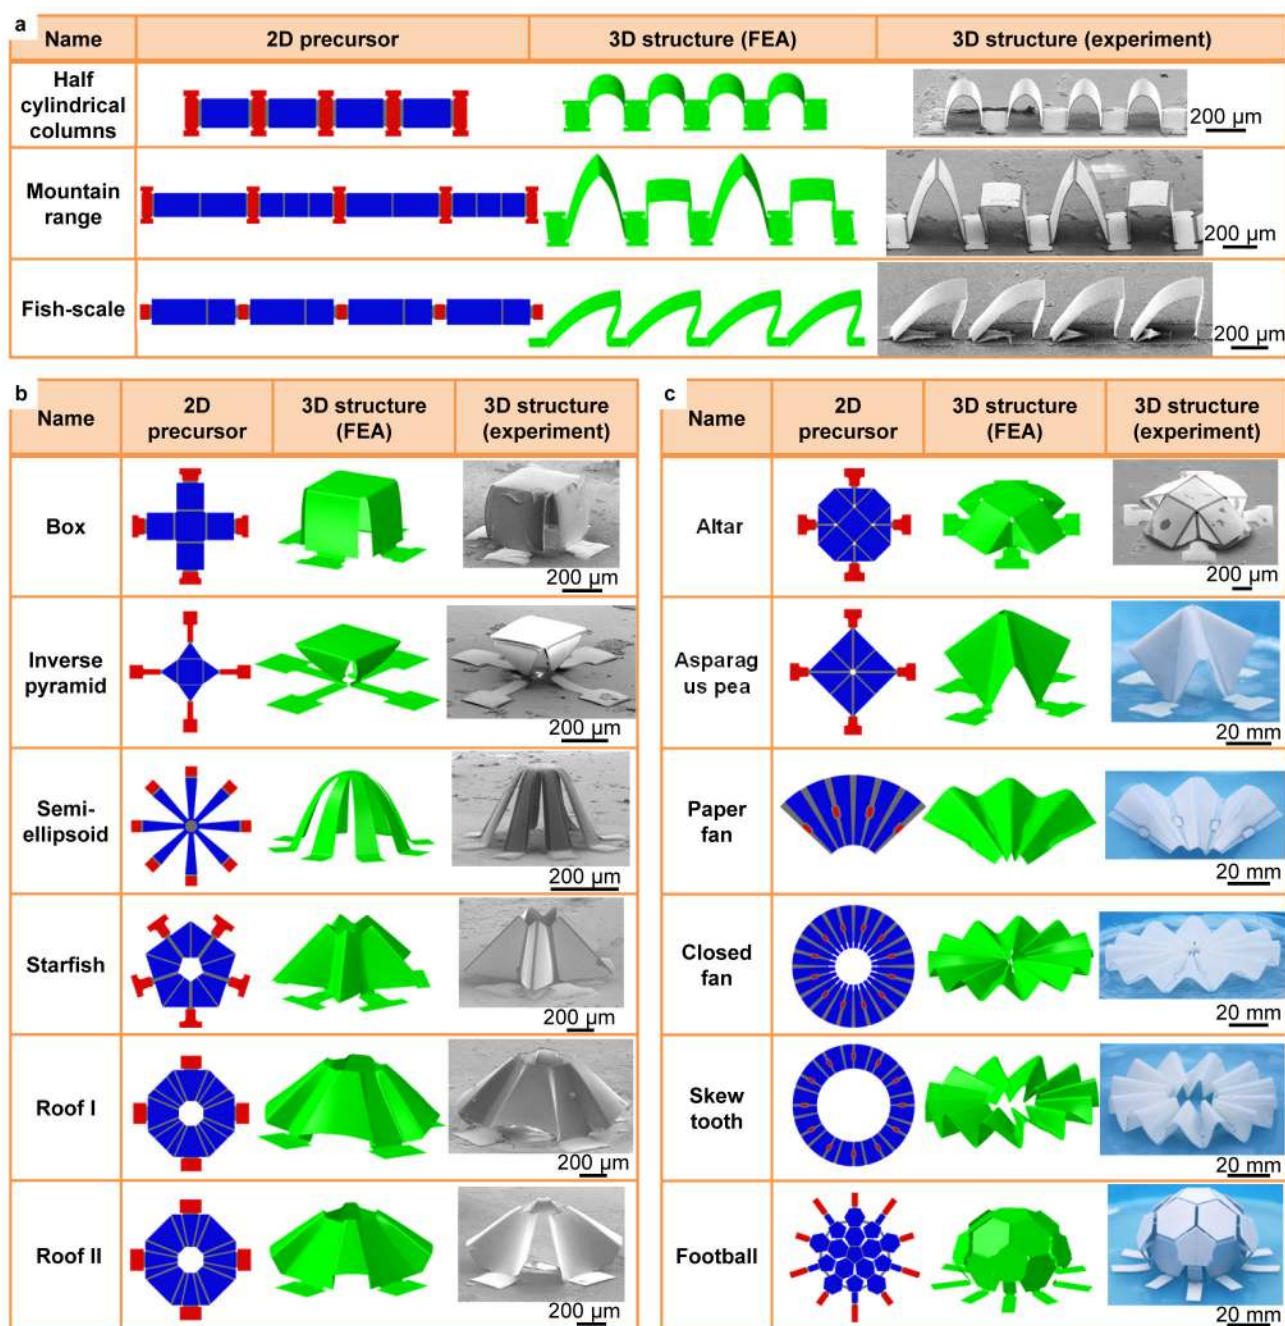 a
Name 2D precursor 3D structure (FEA) 3D structure (experiment)
Half
cylindrical
columns
200 µm
Mountain
range
200 µm
Fish-scale
200 µm
b
Name 2D
precursor 3D structure
(FEA) 3D structure
(experiment)
Box
200 µm
Inverse
pyramid
200 µm
Semi-
ellipsoid
200 µm
Starfish
200 µm
Roof I
200 µm
Roof II
200 µm
c
Name 2D
precursor 3D structure
(FEA) 3D structure
(experiment)
Altar
200 µm
Asparag
us pea
20 mm
Paper
fan
20 mm
Closed
fan
20 mm
Skew
tooth
20 mm
Football
20 mm